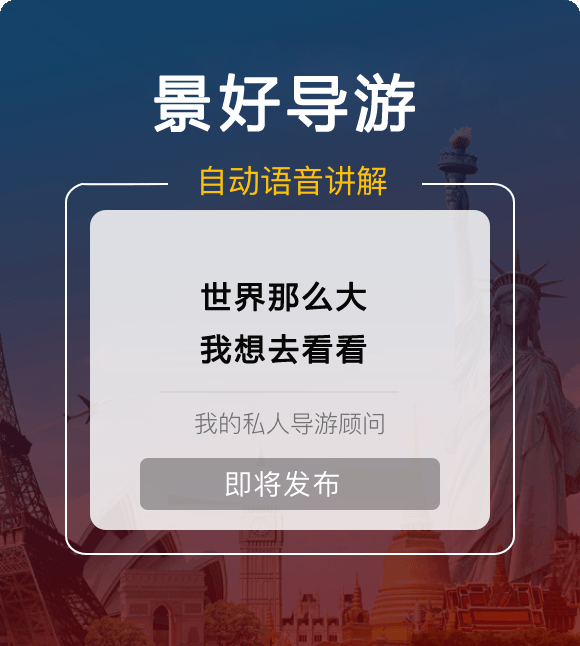 景好导游
自动语音讲解
世界那么大
我想去看看
我的私人导游顾问
即将发布